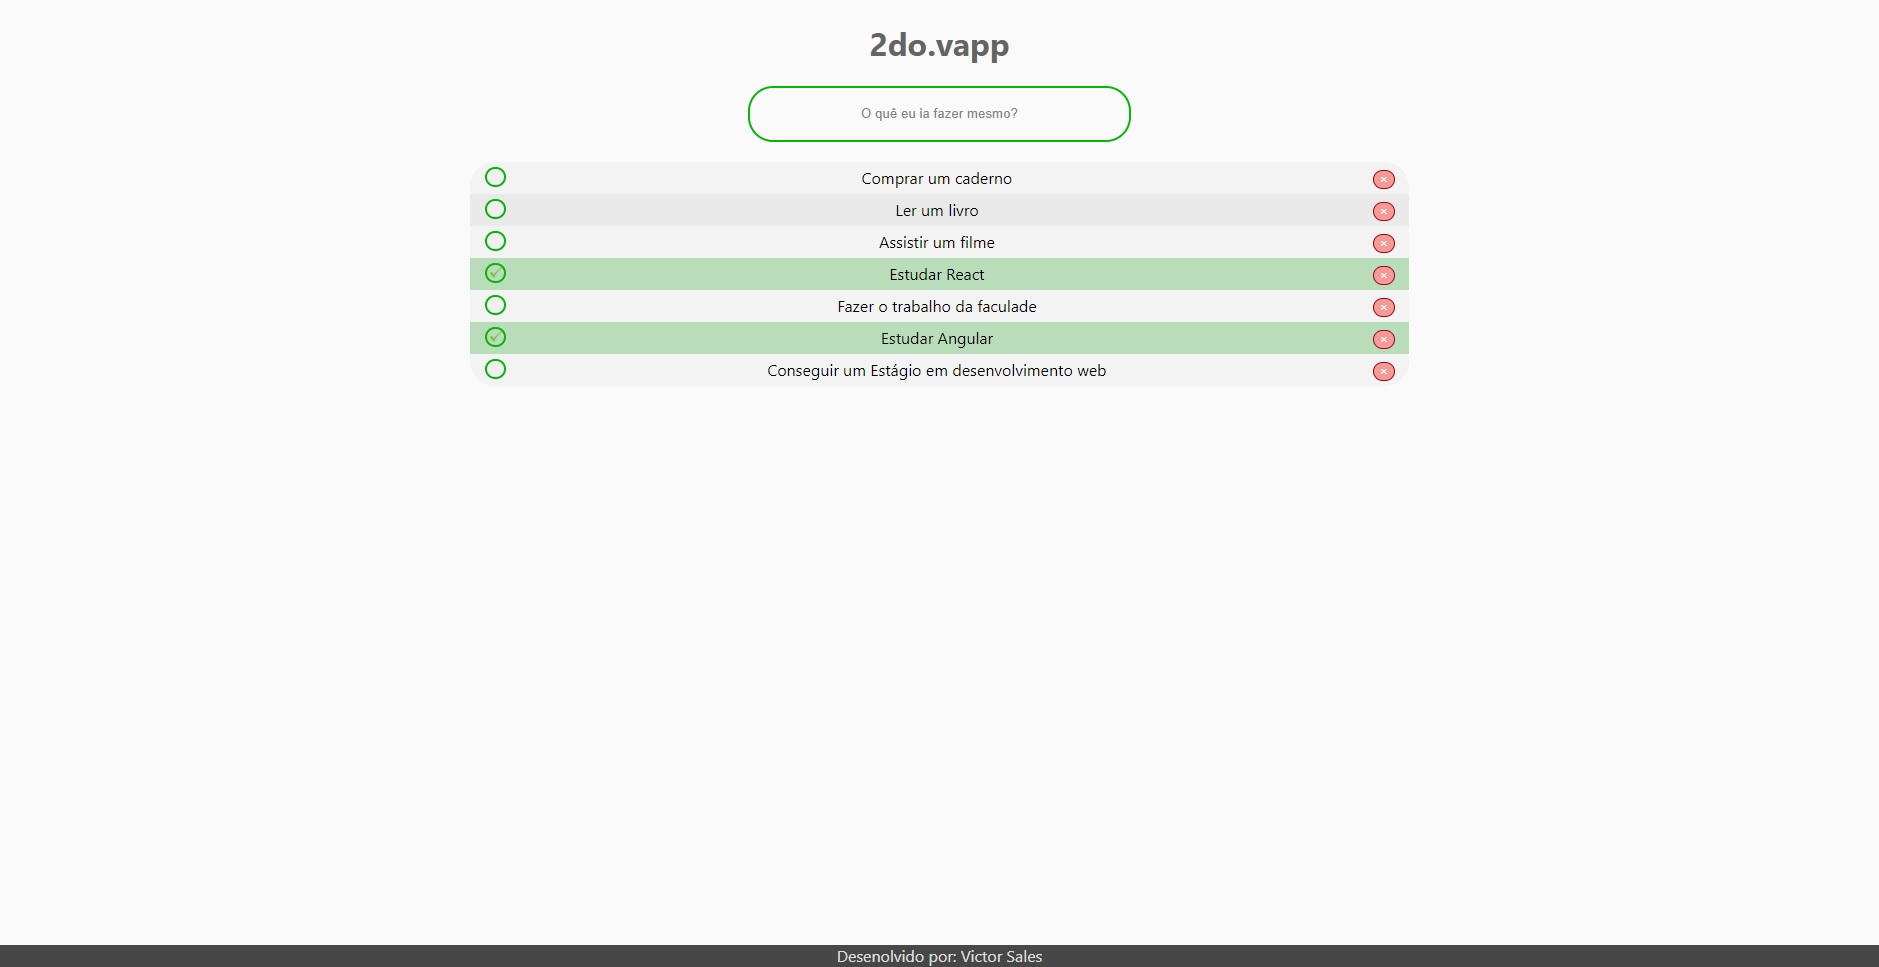 2do.vapp
O quê eu ia fazer mesmo?
Comprar um caderno
Ler um livro
Assistir um filme
Estudar React
Fazer o trabalho da faculade
Estudar Angular
Conseguir um Estágio em desenvolvimento web
Desenolvido por: Victor Sales